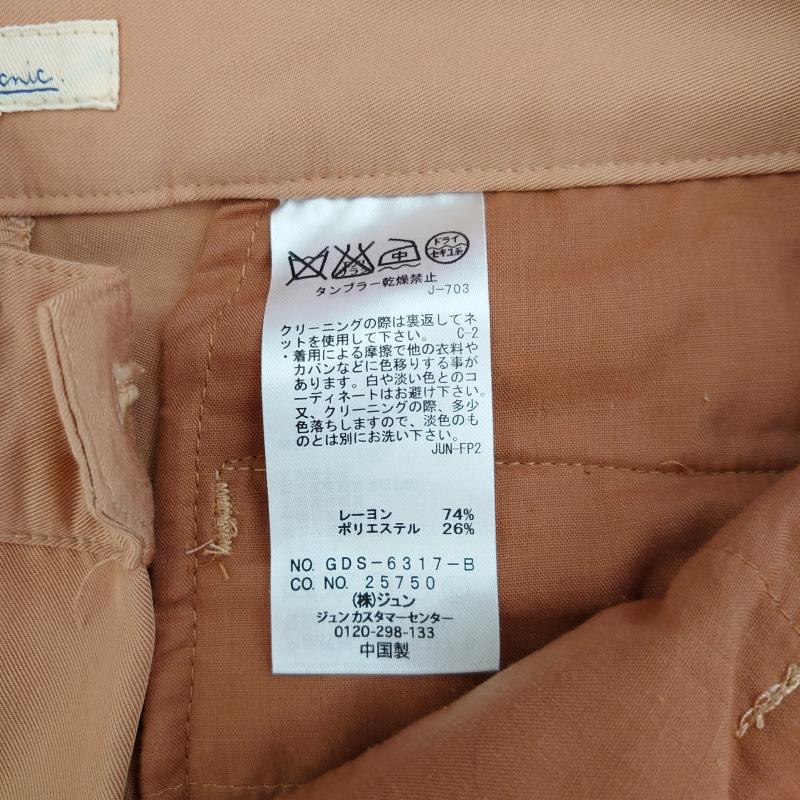 cnic.
ドライ
セキユ系
エンソ
サラシ
中
タンブラー乾燥禁止
J-703
クリーニングの際は裏返してネ
ットを使用して下さい。 C-2
・着用による摩擦で他の衣料や
カバンなどに色移りする事が
あります。白や淡い色とのコ
ーディネートはお避け下さい。
又、クリーニングの際、多少
色落ちしますので、淡色のも
のとは別にお洗い下さい。
JUN-FP2
レーヨン 74%
ポリエステル 26%
NO. GDS-6317-B
CO. NO. 25750
(株)ジュン
ジュンカスタマーセンター
0120-298-133
中国製